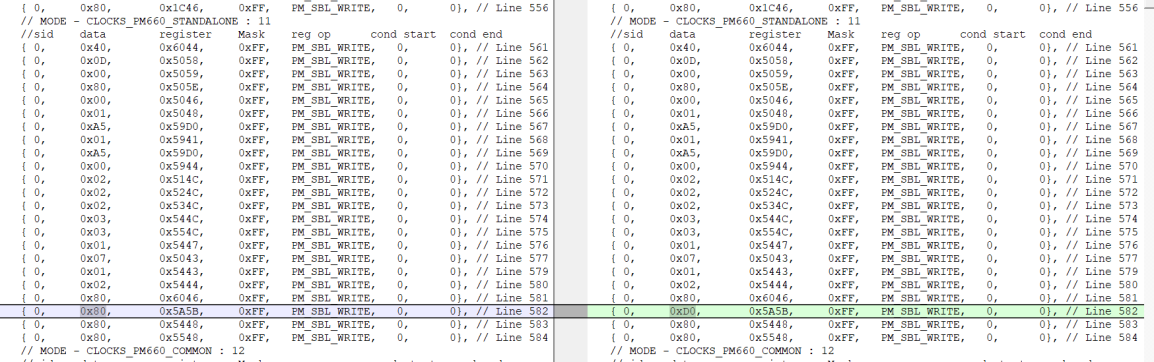 { 0, 0x80, 0x1C46, 0xFF, PM_SBL_WRITE, 0, 0}, // Line 556
// MODE - CLOCKS_PM660_STANDALONE : 11
//sid data register Mask reg op cond start cond end
{ 0, 0x40, 0x6044, 0xFF, PM_SBL_WRITE, 0, 0}, // Line 561
{ 0, 0x0D, 0x5058, 0xFF, PM_SBL_WRITE, 0, 0}, // Line 562
{ 0, 0x00, 0x5059, 0xFF, PM_SBL_WRITE, 0, 0}, // Line 563
{ 0, 0x80, 0x505E, 0xFF, PM_SBL_WRITE, 0, 0}, // Line 564
{ 0, 0x00, 0x5046, 0xFF, PM_SBL_WRITE, 0, 0}, // Line 565
{ 0, 0x01, 0x5048, 0xFF, PM_SBL_WRITE, 0, 0}, // Line 566
{ 0, 0xA5, 0x59D0, 0xFF, PM_SBL_WRITE, 0, 0}, // Line 567
{ 0, 0x01, 0x5941, 0xFF, PM_SBL_WRITE, 0, 0}, // Line 568
{ 0, 0xA5, 0x59D0, 0xFF, PM_SBL_WRITE, 0, 0}, // Line 569
{ 0, 0x00, 0x5944, 0xFF, PM_SBL_WRITE, 0, 0}, // Line 570
{ 0, 0x02, 0x514C, 0xFF, PM_SBL_WRITE, 0, 0}, // Line 571
{ 0, 0x02, 0x524C, 0xFF, PM_SBL_WRITE, 0, 0}, // Line 572
{ 0, 0x02, 0x534C, 0xFF, PM_SBL_WRITE, 0, 0}, // Line 573
{ 0, 0x03, 0x544C, 0xFF, PM_SBL_WRITE, 0, 0}, // Line 574
{ 0, 0x03, 0x554C, 0xFF, PM_SBL_WRITE, 0, 0}, // Line 575
{ 0, 0x01, 0x5447, 0xFF, PM_SBL_WRITE, 0, 0}, // Line 576
{ 0, 0x07, 0x5043, 0xFF, PM_SBL_WRITE, 0, 0}, // Line 577
{ 0, 0x01, 0x5443, 0xFF, PM_SBL_WRITE, 0, 0}, // Line 579
{ 0, 0x02, 0x5444, 0xFF, PM_SBL_WRITE, 0, 0}, // Line 580
{ 0, 0x80, 0x6046, 0xFF, PM_SBL_WRITE, 0, 0}, // Line 581
{ 0, 0x80, 0x5A5B, 0xFF, PM_SBL_WRITE, 0, 0}, // Line 582
{ 0, 0x80, 0x5448, 0xFF, PM_SBL_WRITE, 0, 0}, // Line 583
{ 0, 0x80, 0x5548, 0xFF, PM_SBL_WRITE, 0, 0}, // Line 584
// MODE - CLOCKS_PM660_COMMON : 12
{ 0, 0x80, 0x1C46, 0xFF, PM_SBL_WRITE, 0, 0}, // Line 556
// MODE - CLOCKS_PM660_STANDALONE : 11
//sid data register Mask reg op cond start cond end
{ 0, 0x40, 0x6044, 0xFF, PM_SBL_WRITE, 0, 0}, // Line 561
{ 0, 0x0D, 0x5058, 0xFF, PM_SBL_WRITE, 0, 0}, // Line 562
{ 0, 0x00, 0x5059, 0xFF, PM_SBL_WRITE, 0, 0}, // Line 563
{ 0, 0x80, 0x505E, 0xFF, PM_SBL_WRITE, 0, 0}, // Line 564
{ 0, 0x00, 0x5046, 0xFF, PM_SBL_WRITE, 0, 0}, // Line 565
{ 0, 0x01, 0x5048, 0xFF, PM_SBL_WRITE, 0, 0}, // Line 566
{ 0, 0xA5, 0x59D0, 0xFF, PM_SBL_WRITE, 0, 0}, // Line 567
{ 0, 0x01, 0x5941, 0xFF, PM_SBL_WRITE, 0, 0}, // Line 568
{ 0, 0xA5, 0x59D0, 0xFF, PM_SBL_WRITE, 0, 0}, // Line 569
{ 0, 0x00, 0x5944, 0xFF, PM_SBL_WRITE, 0, 0}, // Line 570
{ 0, 0x02, 0x514C, 0xFF, PM_SBL_WRITE, 0, 0}, // Line 571
{ 0, 0x02, 0x524C, 0xFF, PM_SBL_WRITE, 0, 0}, // Line 572
{ 0, 0x02, 0x534C, 0xFF, PM_SBL_WRITE, 0, 0}, // Line 573
{ 0, 0x03, 0x544C, 0xFF, PM_SBL_WRITE, 0, 0}, // Line 574
{ 0, 0x03, 0x554C, 0xFF, PM_SBL_WRITE, 0, 0}, // Line 575
{ 0, 0x01, 0x5447, 0xFF, PM_SBL_WRITE, 0, 0}, // Line 576
{ 0, 0x07, 0x5043, 0xFF, PM_SBL_WRITE, 0, 0}, // Line 577
{ 0, 0x01, 0x5443, 0xFF, PM_SBL_WRITE, 0, 0}, // Line 579
{ 0, 0x02, 0x5444, 0xFF, PM_SBL_WRITE, 0, 0}, // Line 580
{ 0, 0x80, 0x6046, 0xFF, PM_SBL_WRITE, 0, 0}, // Line 581
{ 0, 0xD0, 0x5A5B, 0xFF, PM_SBL_WRITE, 0, 0}, // Line 582
{ 0, 0x80, 0x5448, 0xFF, PM_SBL_WRITE, 0, 0}, // Line 583
{ 0, 0x80, 0x5548, 0xFF, PM_SBL_WRITE, 0, 0}, // Line 584
// MODE - CLOCKS_PM660_COMMON : 12